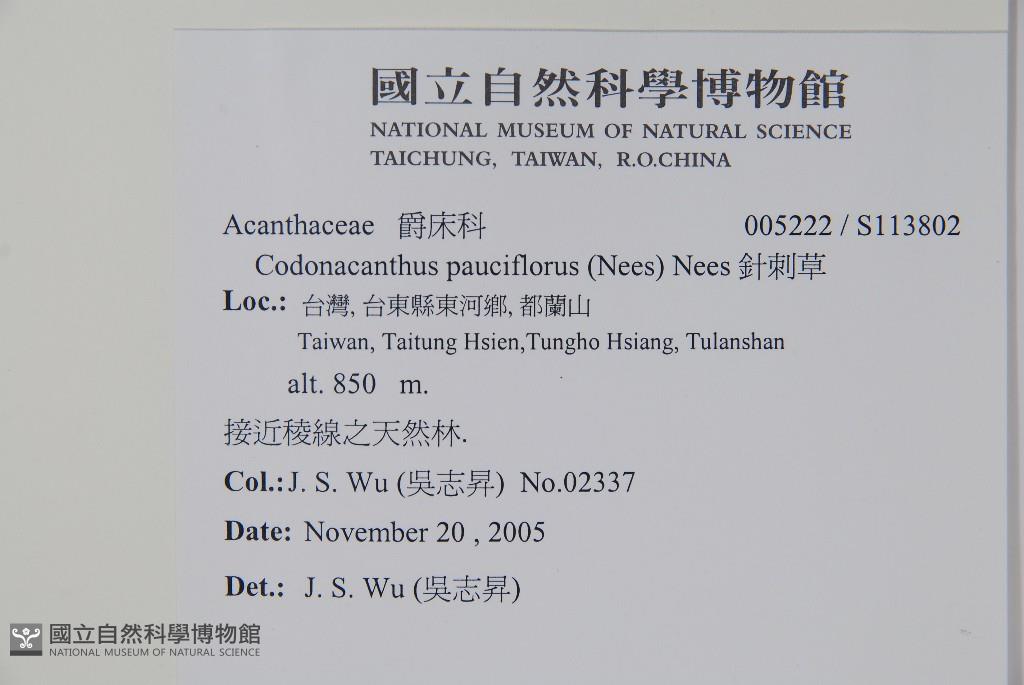 國立自然科學博物館
NATIONAL MUSEUM OF NATURAL SCIENCE
TAICHUNG, TAIWAN, R.O.CHINA
Acanthaceae 爵床科 005222 / S113802
Codonacanthus pauciflorus (Nees) Nees 針刺草
Loc.: 台灣, 台東縣東河鄉, 都蘭山
Taiwan, Taitung Hsien,Tungho Hsiang, Tulanshan
alt. 850 m.
接近稜線之天然林.
Col.: J. S. Wu (吳志昇) No.02337
Date: November 20 , 2005
Det.: J. S. Wu (吳志昇)
國立自然科學博物館
NATIONAL MUSEUM OF NATURAL SCIENCE